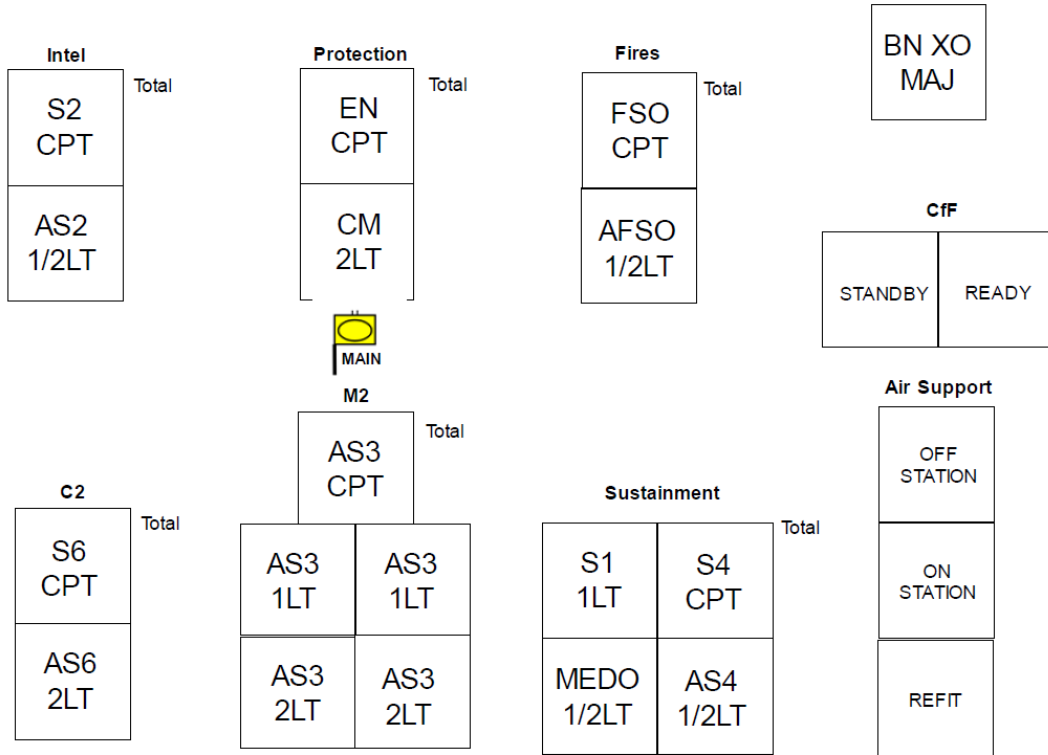 Intel
Total
S2
CPT
AS2
1/2LT
Protection
Total
EN
CPT
CM
2LT
Fires
Total
FSO
CPT
AFSO
1/2LT
BN XO
MAJ
CfF
STANDBY
READY
MAIN
M2
Total
AS3
CPT
AS3
1LT
AS3
1LT
AS3
2LT
AS3
2LT
C2
Total
S6
CPT
AS6
2LT
Sustainment
Total
S1
1LT
S4
CPT
MEDO
1/2LT
AS4
1/2LT
Air Support
OFF
STATION
ON
STATION
REFIT